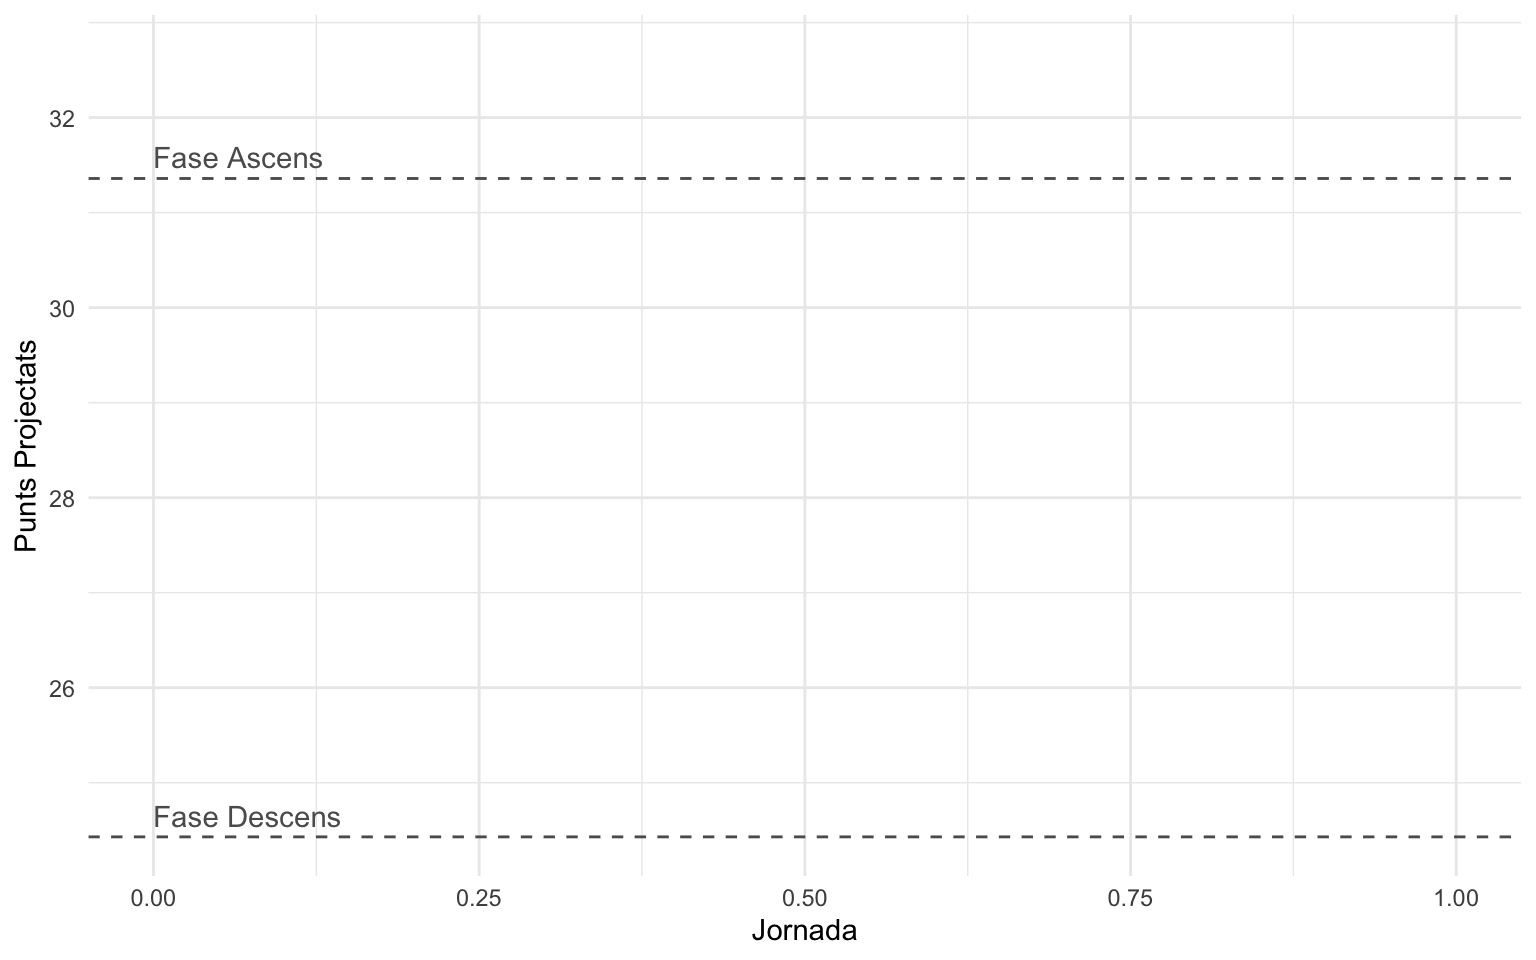 32
Fase Ascens
30
Punts Projectats
28
26
Fase Descens
0.00 0.25 0.50 0.75 1.00
Jornada